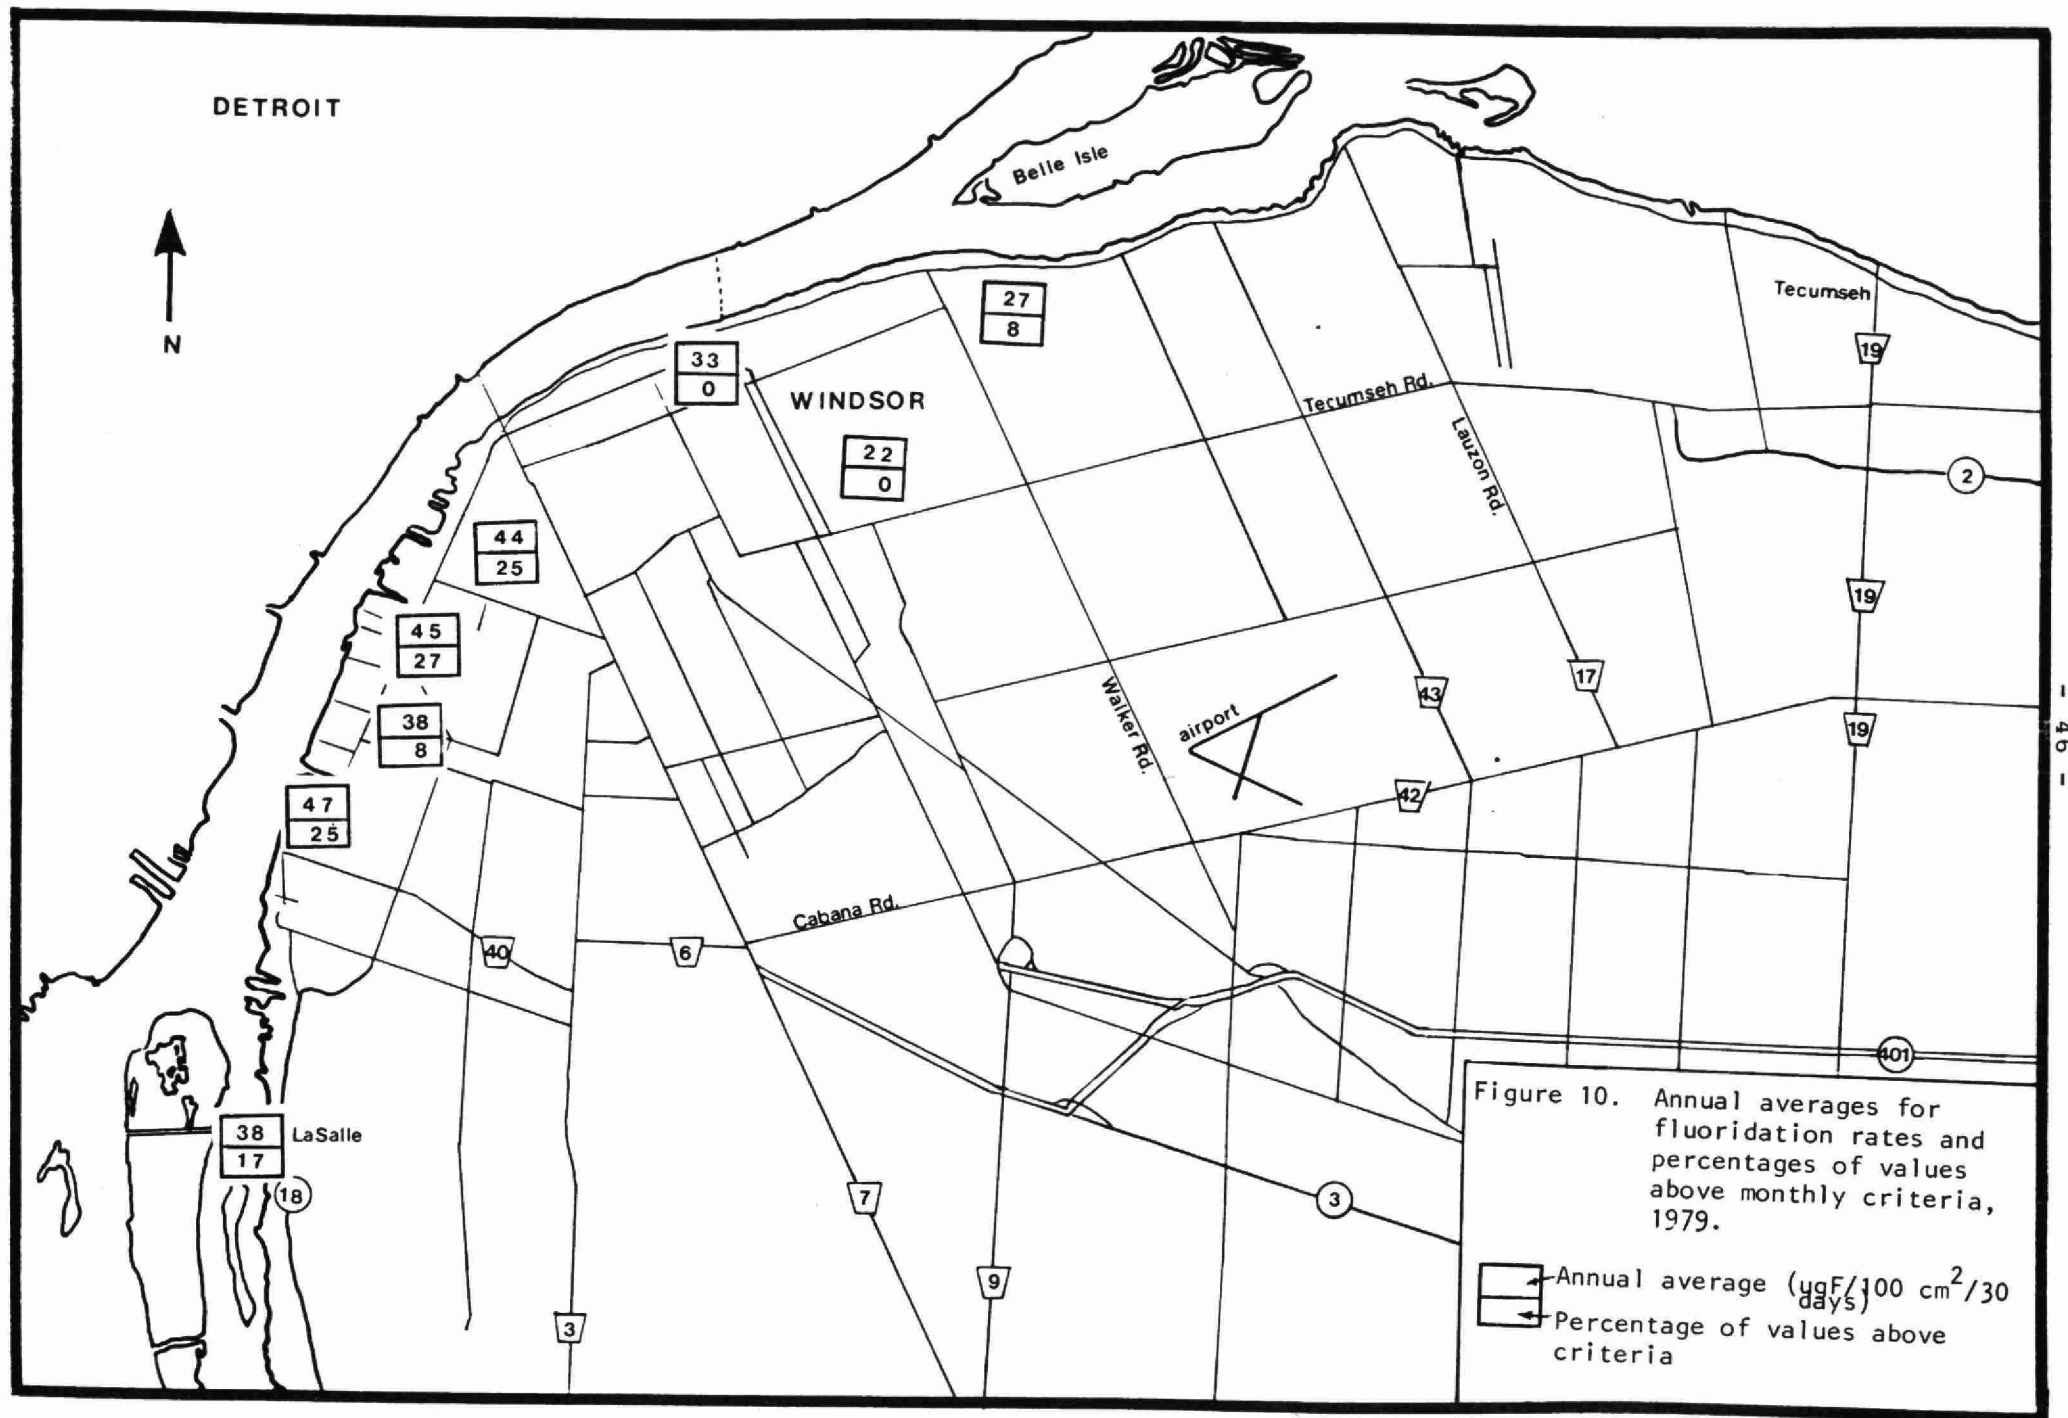 DETROIT
N
Belle Isle
Tecumseh
19
27
8
33
0
WINDSOR
22
0
Tecumseh Rd.
Lauzon Rd.
2
44
25
45
27
38
8
47
25
19
19
17
43
42
airport
Walker Rd.
Cabana Rd.
40
6
401
38
17
LaSalle
18
7
3
9
3
Figure 10. Annual averages for
fluoridation rates and
percentages of values
above monthly criteria,
1979.
Annual average (ugF/100 cm²/30
days)
Percentage of values above
criteria
- 46 -